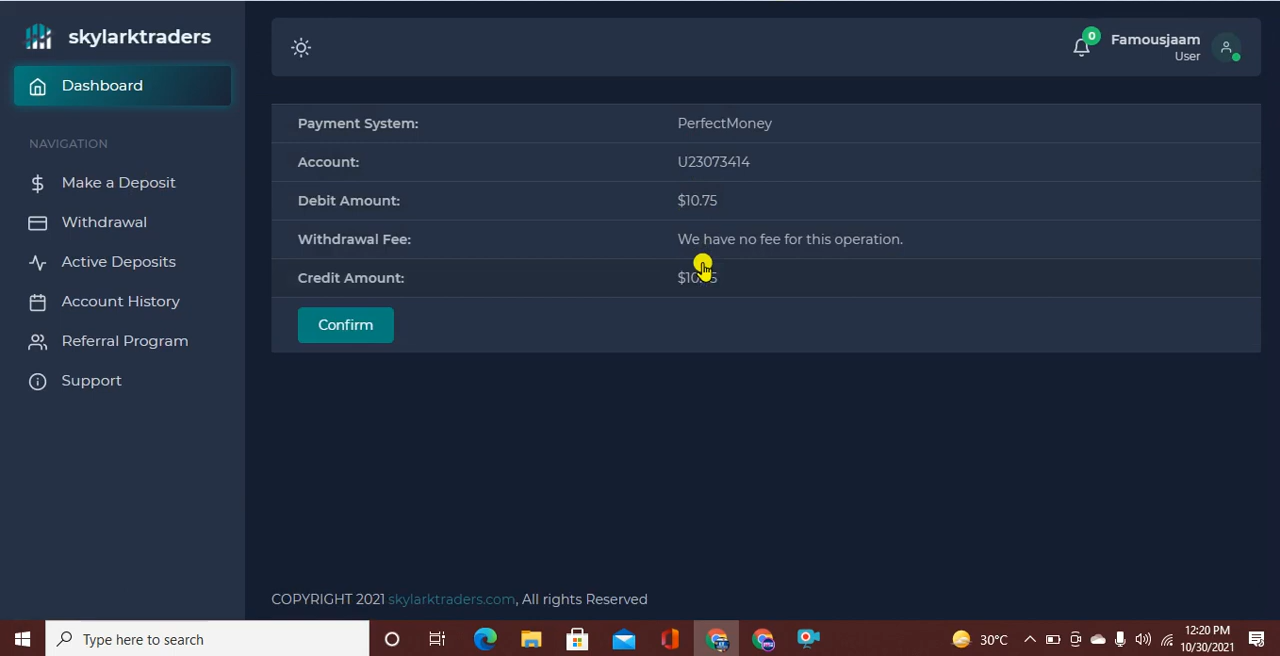 skylarktraders
Dashboard
NAVIGATION
Make a Deposit
Withdrawal
Active Deposits
Account History
Referral Program
Support
0
Famousjaam
User
Payment System: PerfectMoney
Account: U23073414
Debit Amount: $10.75
Withdrawal Fee: We have no fee for this operation.
Credit Amount:
Confirm
COPYRIGHT 2021 skylarktraders.com, All rights Reserved
Type here to search
30°C
12:20 PM
10/30/2021